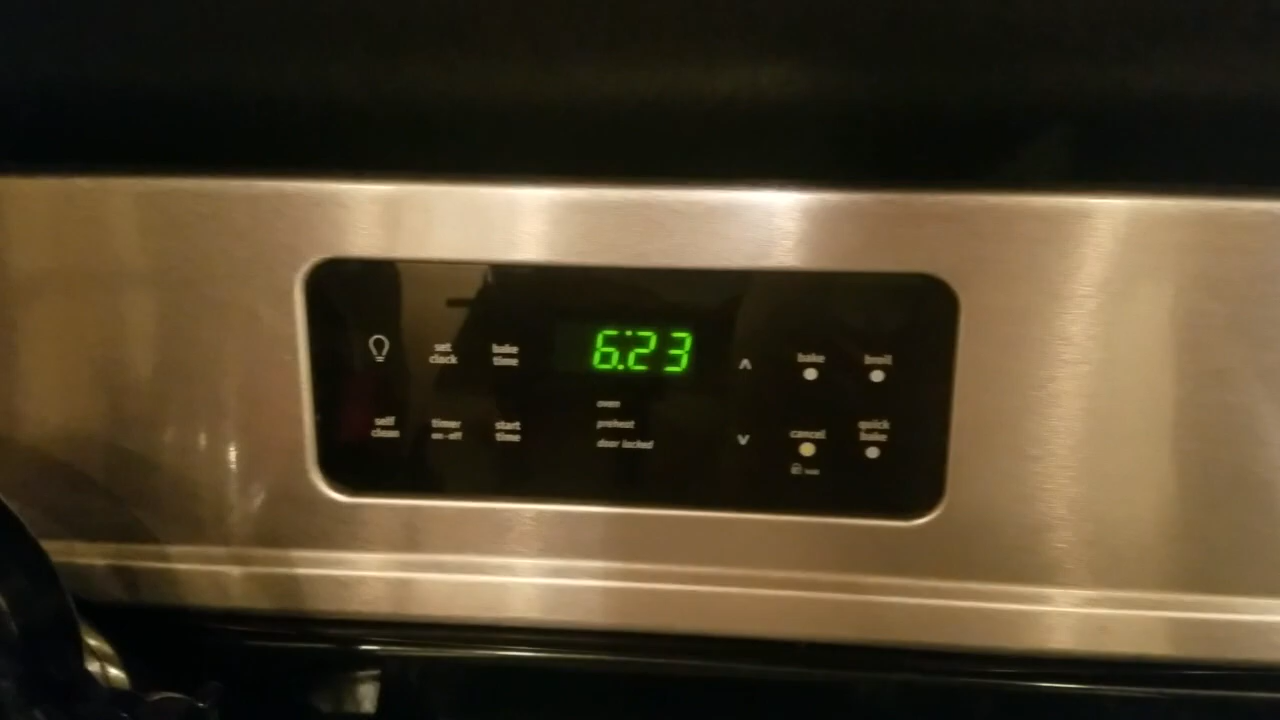 6:23
set
clock
bake
time
bake
broil
oven
preheat
door locked
self
clean
timer
on-off
start
time
cancel
quick
bake